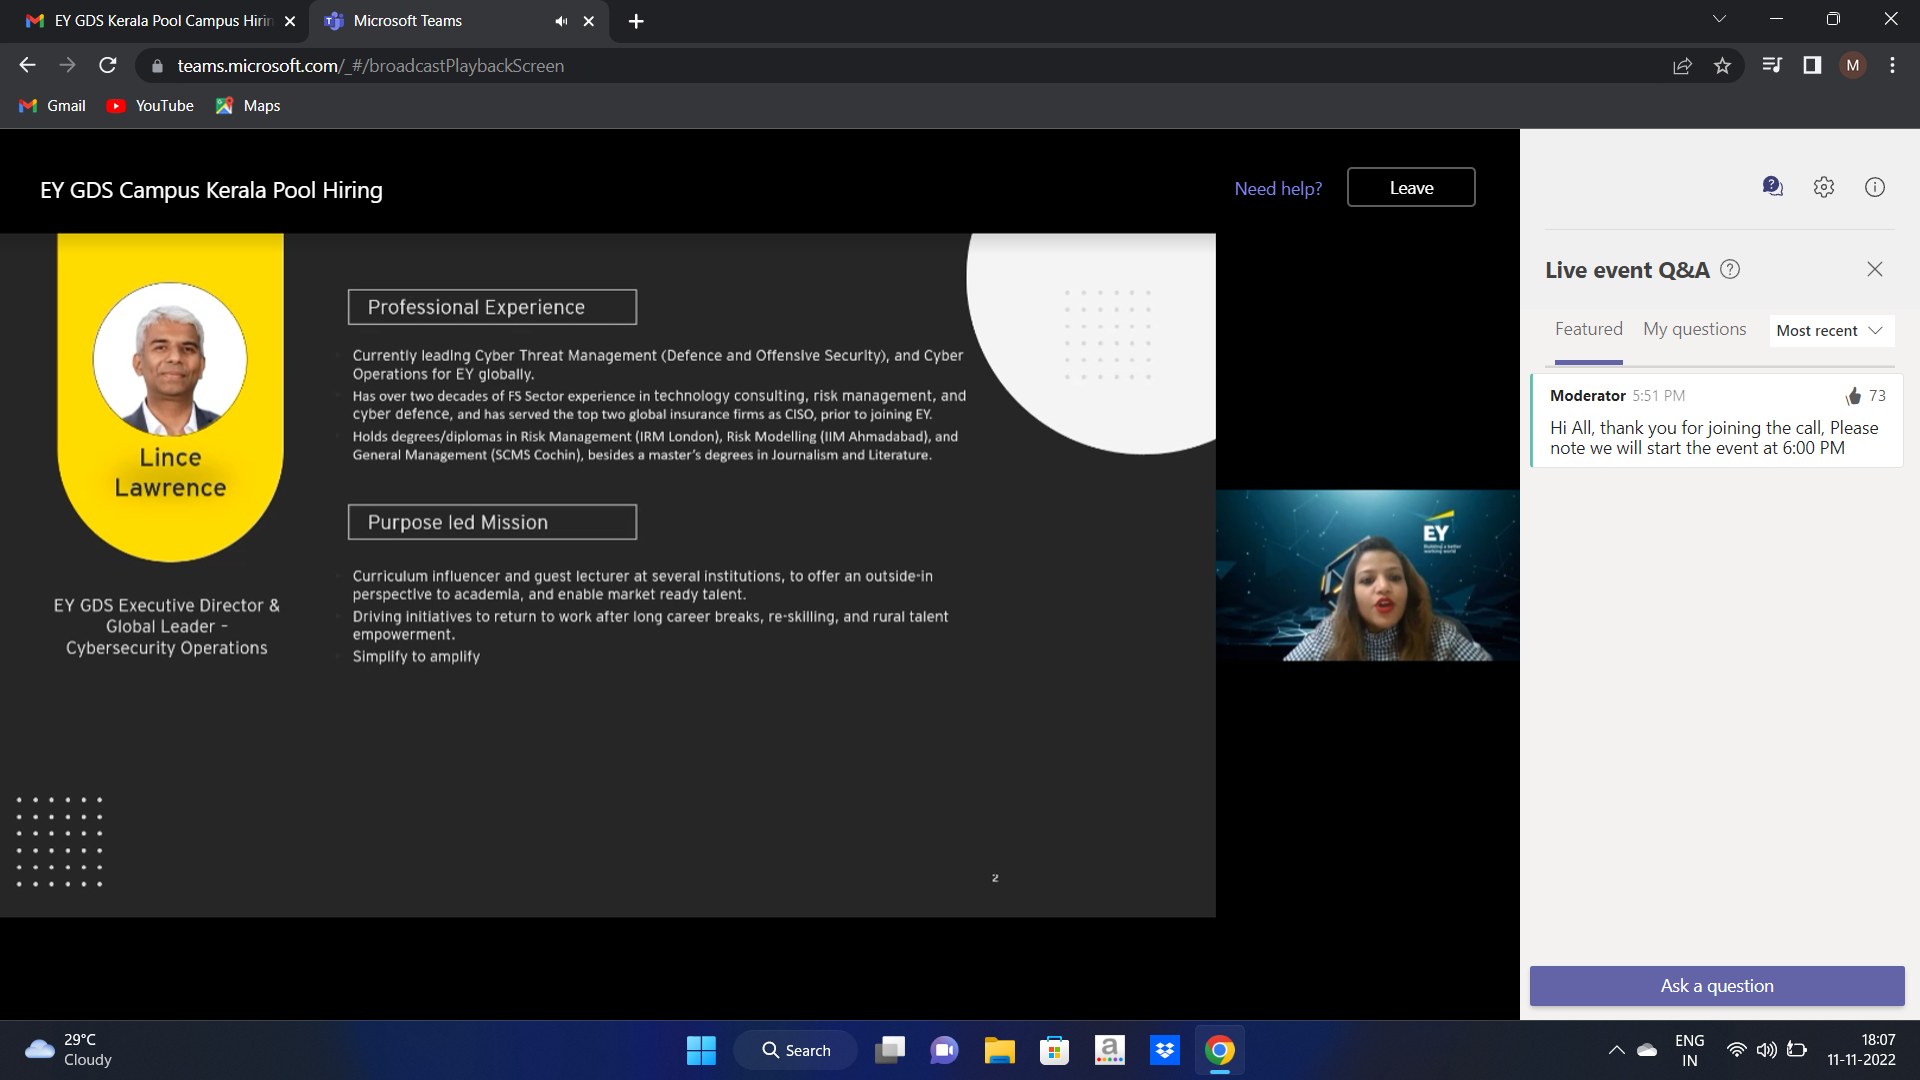 EY GDS Kerala Pool Campus Hirin
Microsoft Teams
teams.microsoft.com/_#/broadcastPlaybackScreen
M
Gmail
YouTube
Maps
EY GDS Campus Kerala Pool Hiring
Need help?
Leave
Lince
Lawrence
EY GDS Executive Director &
Global Leader –
Cybersecurity Operations
Professional Experience
Currently leading Cyber Threat Management (Defence and Offensive Security), and Cyber
Operations for EY globally.
Has over two decades of FS Sector experience in technology consulting, risk management, and
cyber defence, and has served the top two global insurance firms as CISO, prior to joining EY.
Holds degrees/diplomas in Risk Management (IRM London), Risk Modelling (IIM Ahmadabad), and
General Management (SCMS Cochin), besides a master's degrees in Journalism and Literature.
Purpose led Mission
Curriculum influencer and guest lecturer at several institutions, to offer an outside-in
perspective to academia, and enable market ready talent.
Driving initiatives to return to work after long career breaks, re-skilling, and rural talent
empowerment.
Simplify to amplify
2
EY
Building a better
working world
Live event Q&A
Featured
My questions
Most recent
Moderator 5:51 PM
73
Hi All, thank you for joining the call, Please
note we will start the event at 6:00 PM
Ask a question
29°C
Cloudy
Search
a
ENG
IN
18:07
11-11-2022